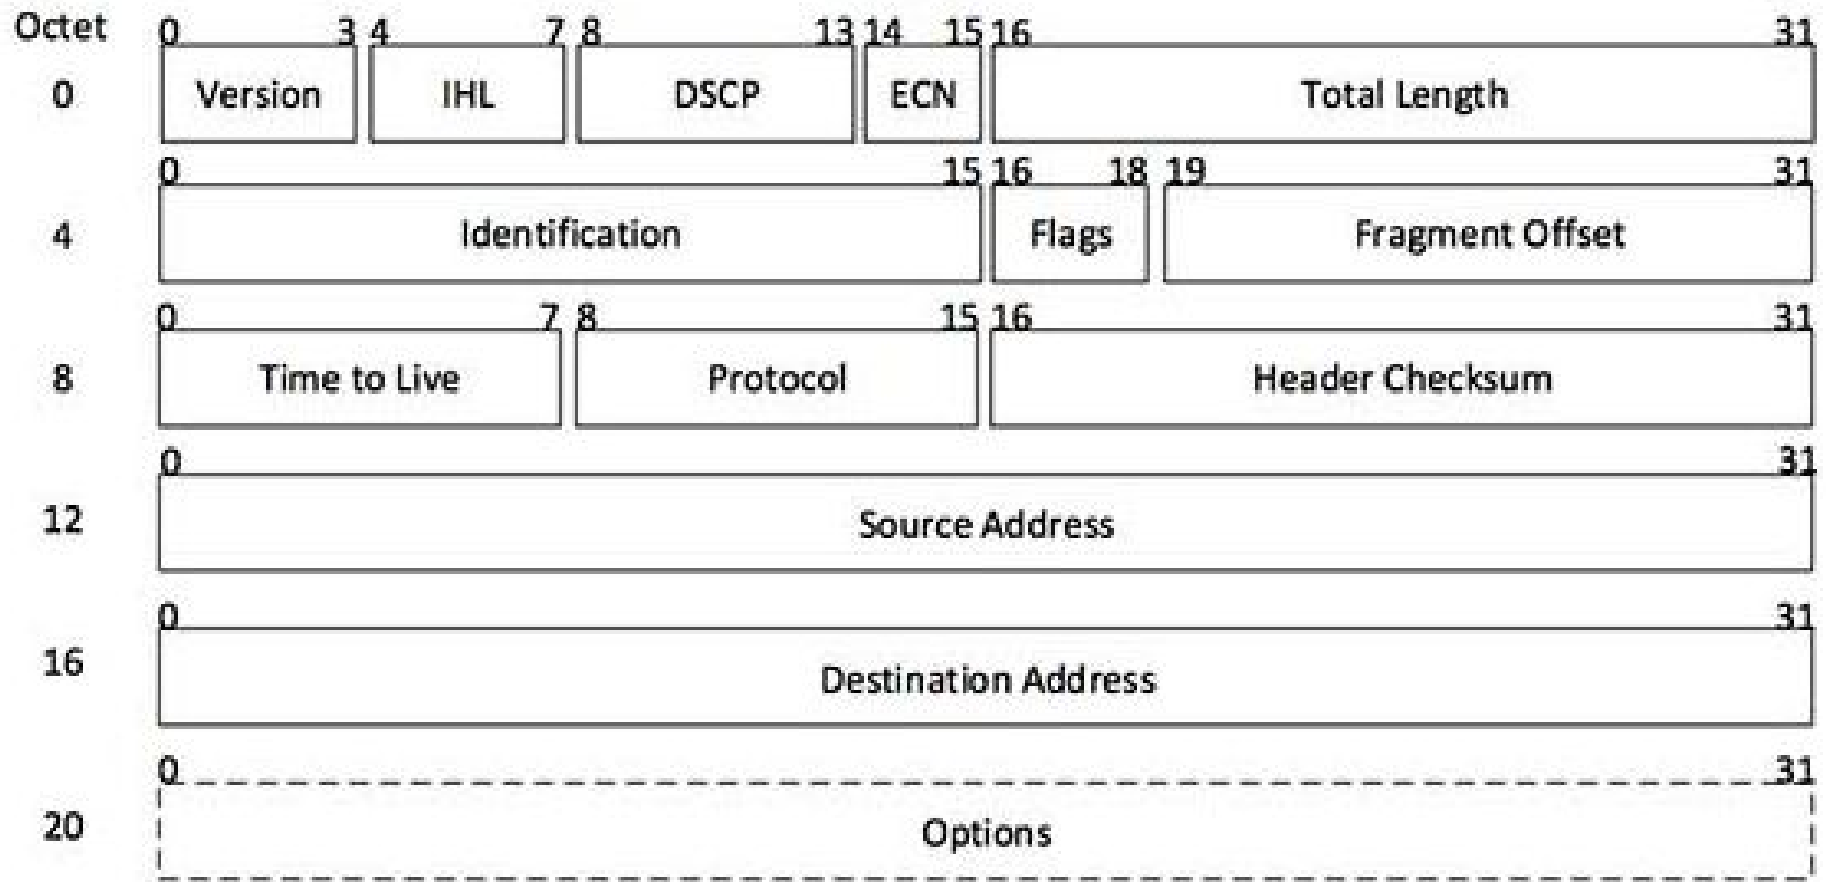 Octet 0 3 4 7 8 13 14 15 16 31
0 Version IHL DSCP ECN Total Length
0 15 16 18 19 31
4 Identification Flags Fragment Offset
0 7 8 15 16 31
8 Time to Live Protocol Header Checksum
0 31
12 Source Address
0 31
16 Destination Address
0 31
20 Options